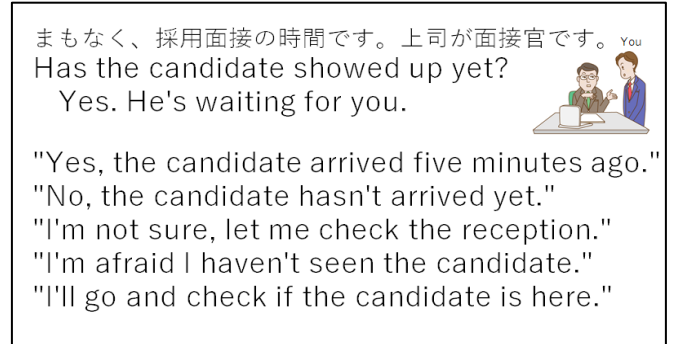 まもなく、採用面接の時間です。上司が面接官です。
You
Has the candidate showed up yet?
Yes. He's waiting for you.
"Yes, the candidate arrived five minutes ago."
"No, the candidate hasn't arrived yet."
"I'm not sure, let me check the reception."
"I'm afraid I haven't seen the candidate."
"I'll go and check if the candidate is here."